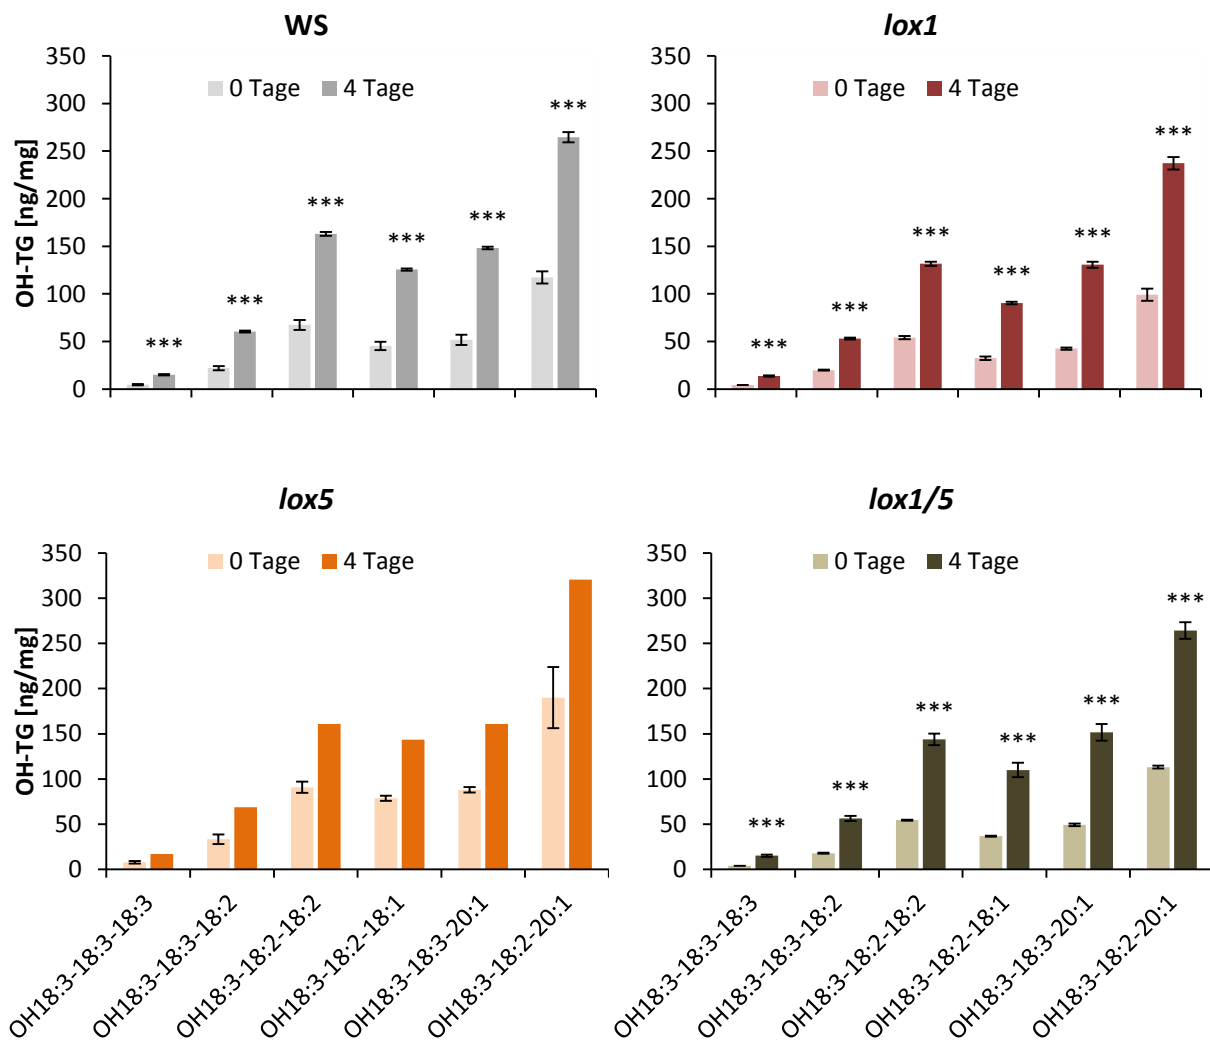 WS
350
300
250
200
150
100
50
0
OH-TG [ng/mg]
0 Tage 4 Tage
***
***
***
***
***
***
lox1
350
300
250
200
150
100
50
0
0 Tage 4 Tage
***
***
***
***
***
***
lox5
350
300
250
200
150
100
50
0
OH-TG [ng/mg]
0 Tage 4 Tage
OH18:3-18:3-18:3
OH18:3-18:3-18:2
OH18:3-18:2-18:2
OH18:3-18:2-18:1
OH18:3-18:3-20:1
OH18:3-18:2-20:1
lox1/5
350
300
250
200
150
100
50
0
0 Tage 4 Tage
***
***
***
***
***
***
OH18:3-18:3-18:3
OH18:3-18:3-18:2
OH18:3-18:2-18:2
OH18:3-18:2-18:1
OH18:3-18:3-20:1
OH18:3-18:2-20:1